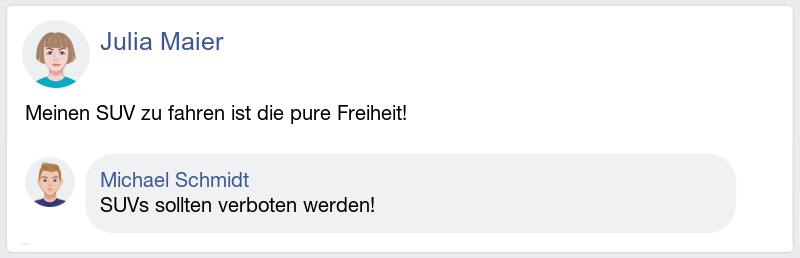 Julia Maier
Meinen SUV zu fahren ist die pure Freiheit!
Michael Schmidt
SUVs sollten verboten werden!